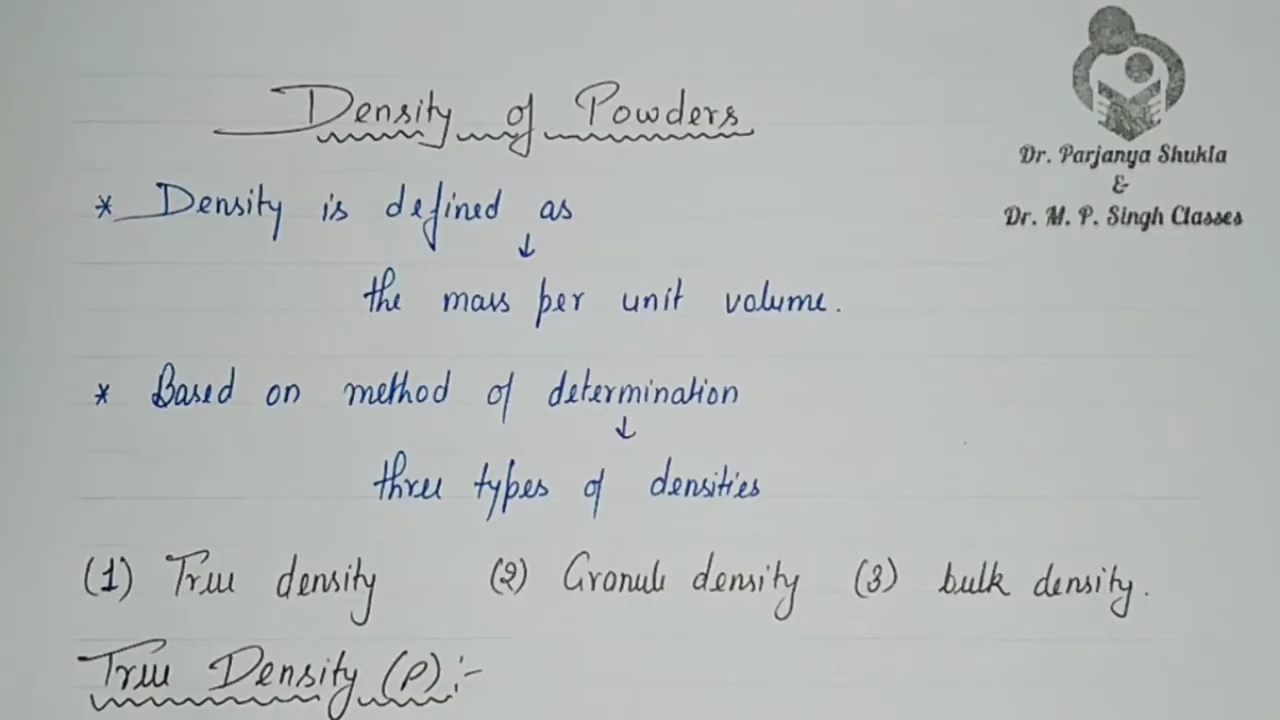 Density of Powders
Dr. Parjanya Shukla
&
Dr. M. P. Singh Classes
* Density is defined as
↓
the mass per unit volume.
* Based on method of determination
↓
three types of densities
(1) True density (2) Granule density (3) bulk density.
True Density (ρ) :-